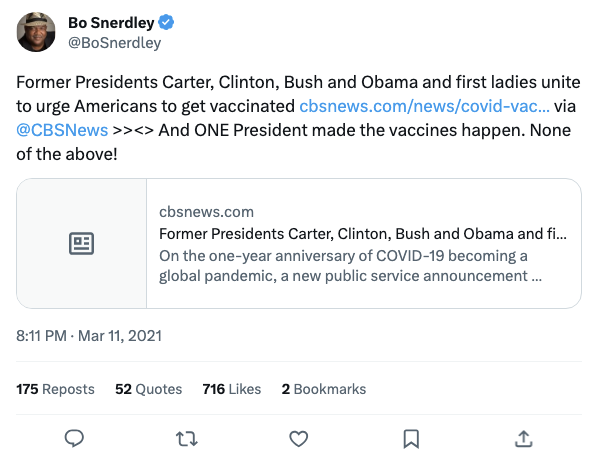 Bo Snerdley
@BoSnerdley
Former Presidents Carter, Clinton, Bush and Obama and first ladies unite
to urge Americans to get vaccinated cbsnews.com/news/covid-vac... via
@CBSNews >><> And ONE President made the vaccines happen. None
of the above!
cbsnews.com
Former Presidents Carter, Clinton, Bush and Obama and fi...
On the one-year anniversary of COVID-19 becoming a
global pandemic, a new public service announcement ...
8:11 PM · Mar 11, 2021
175 Reposts 52 Quotes 716 Likes 2 Bookmarks